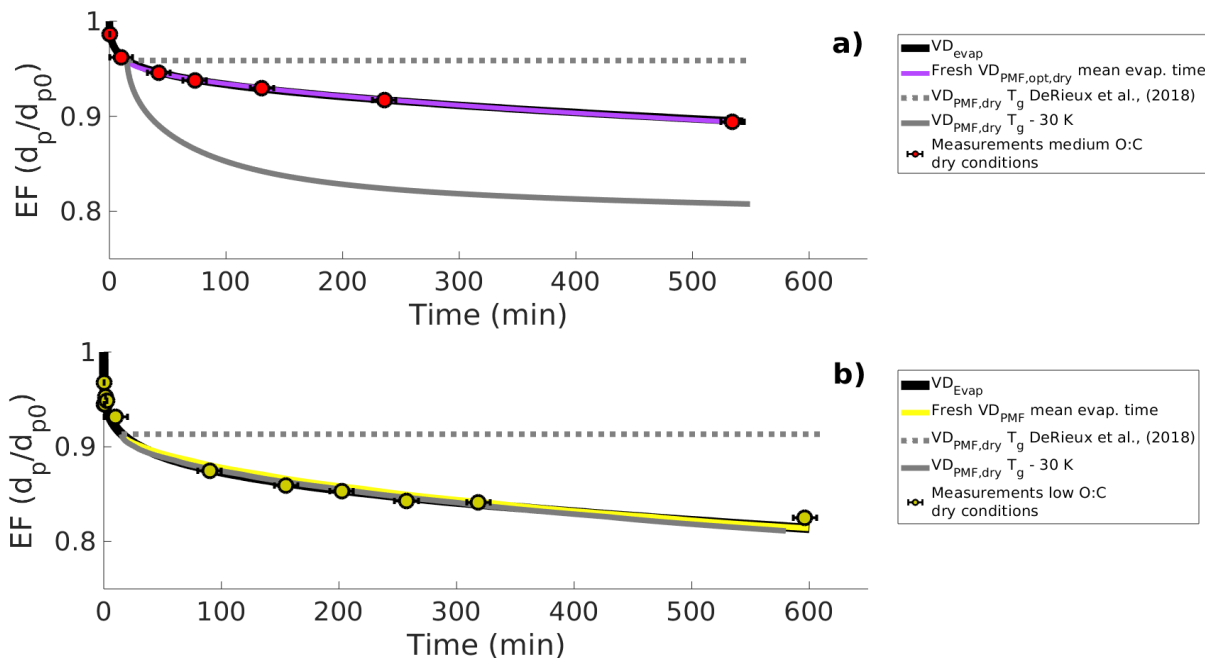 a)
1
0.9
0.8
EF (dp/dp0)
0
100
200
300
400
500
600
Time (min)
VDevap
Fresh VDPMF,opt,dry mean evap. time
VDPMF,dry Tg DeRieux et al., (2018)
VDPMF,dry Tg - 30 K
Measurements medium O:C
dry conditions
b)
1
0.9
0.8
EF (dp/dp0)
0
100
200
300
400
500
600
Time (min)
VDEvap
Fresh VDPMF mean evap. time
VDPMF,dry Tg DeRieux et al., (2018)
VDPMF,dry Tg - 30 K
Measurements low O:C
dry conditions